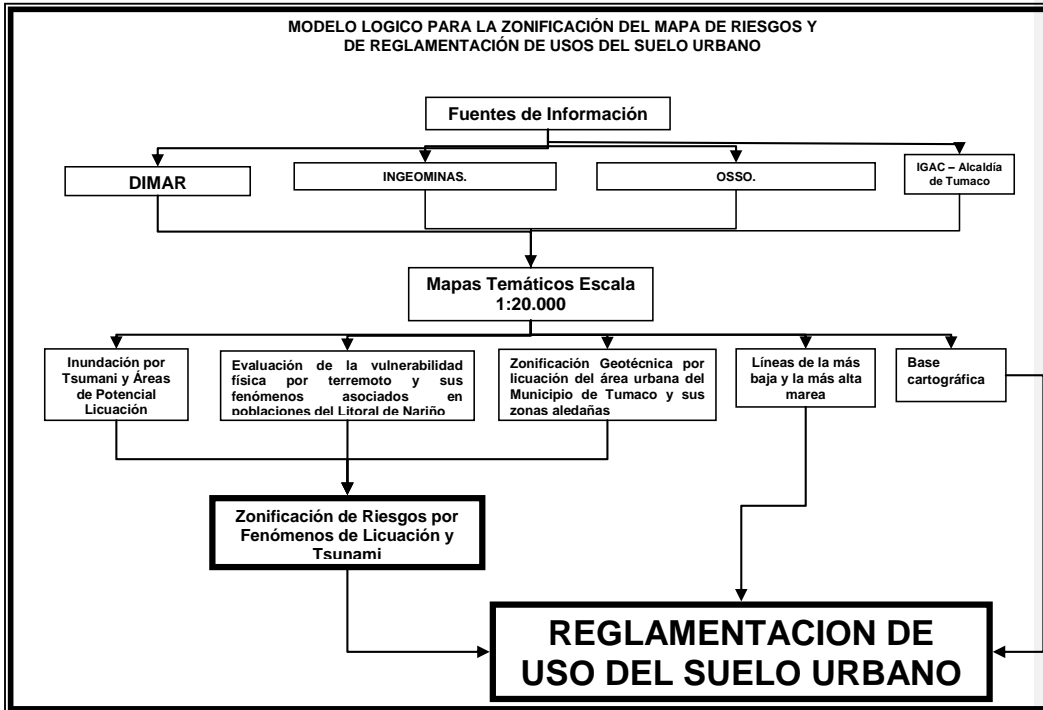 MODELO LOGICO PARA LA ZONIFICACIÓN DEL MAPA DE RIESGOS Y
DE REGLAMENTACIÓN DE USOS DEL SUELO URBANO
Fuentes de Información
DIMAR
INGEOMINAS.
OSSO.
IGAC – Alcaldía
de Tumaco
Mapas Temáticos Escala
1:20.000
Inundación por
Tsumani y Áreas
de Potencial
Licuación
Evaluación de la vulnerabilidad
física por terremoto y sus
fenómenos asociados en
poblaciones del Litoral de Nariño
Zonificación Geotécnica por
licuación del área urbana del
Municipio de Tumaco y sus
zonas aledañas
Líneas de la más
baja y la más alta
marea
Base
cartográfica
Zonificación de Riesgos por
Fenómenos de Licuación y
Tsunami
REGLAMENTACION DE
USO DEL SUELO URBANO